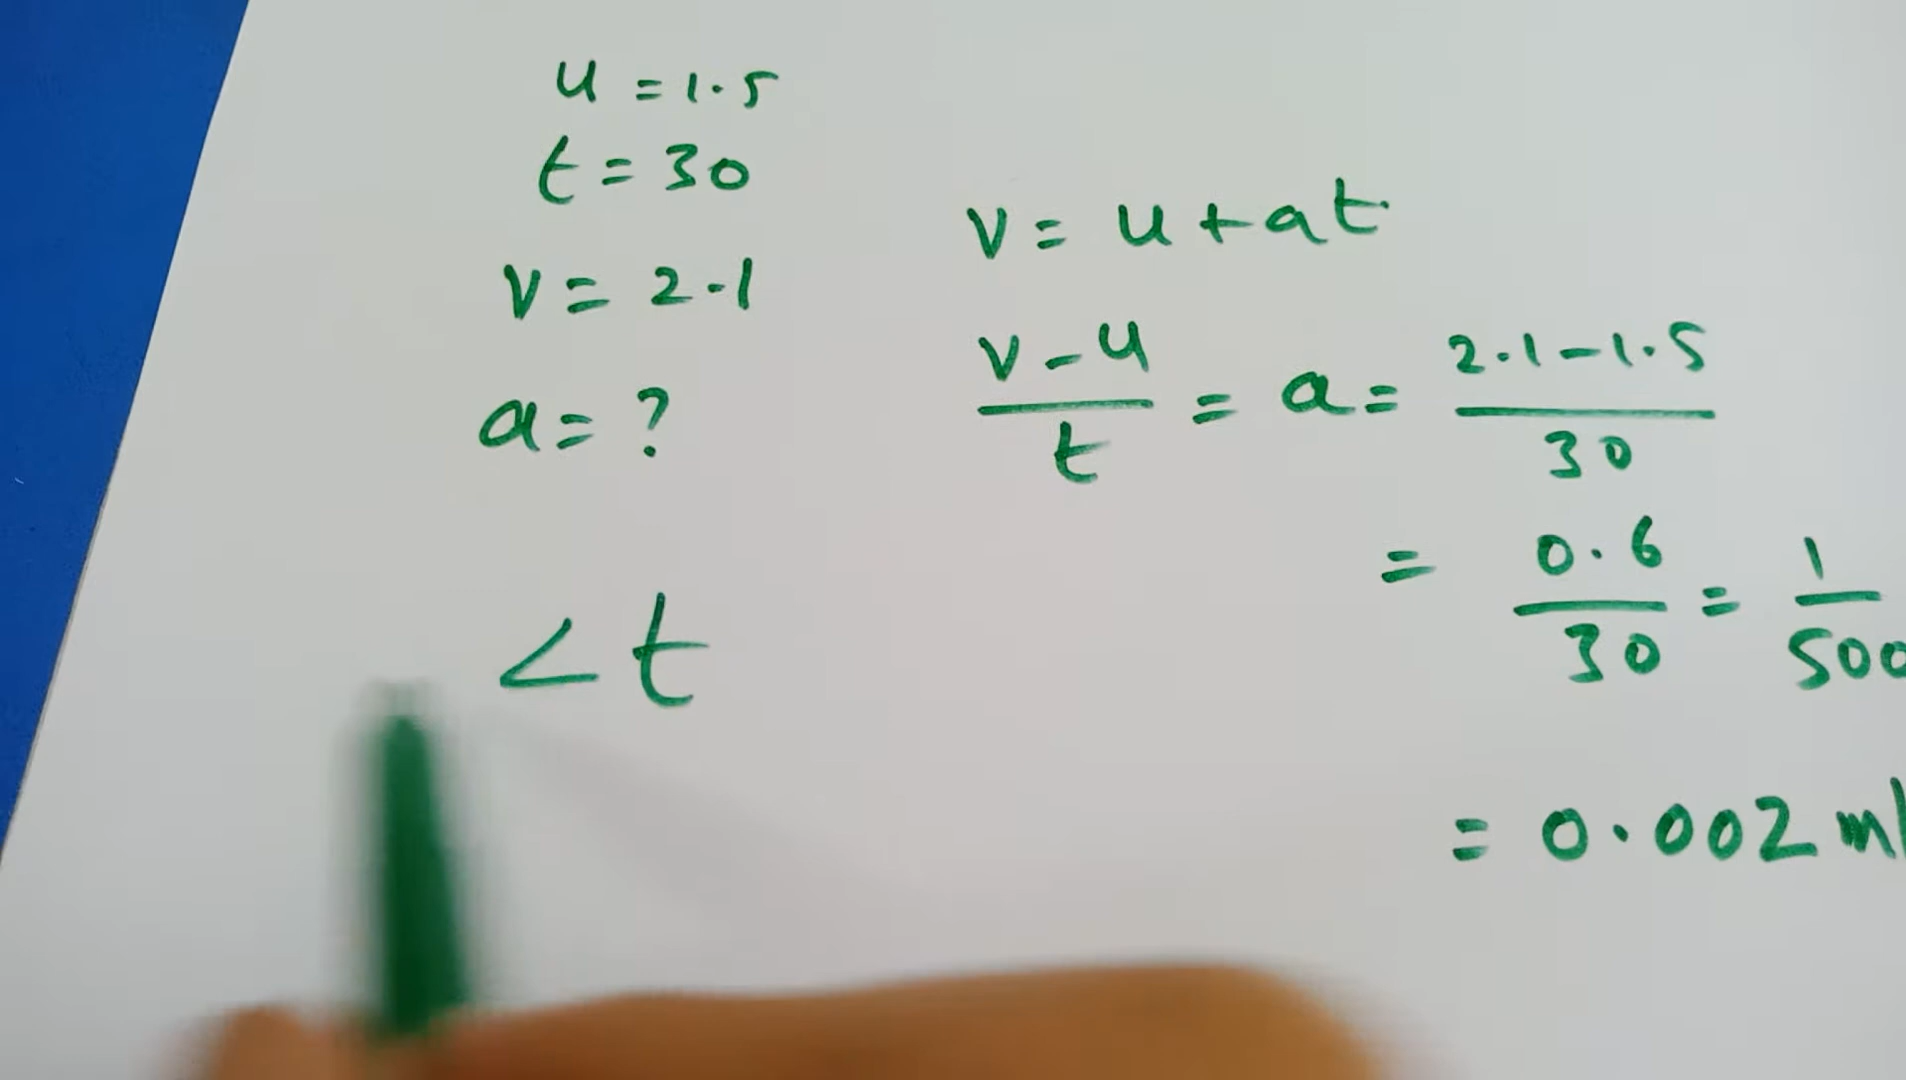 u = 1.5
t = 30
v = 2.1
a = ?
< t
v = u + at
v - u / t = a = 2.1 - 1.5 / 30
= 0.6 / 30 = 1 / 500
= 0.002 m/